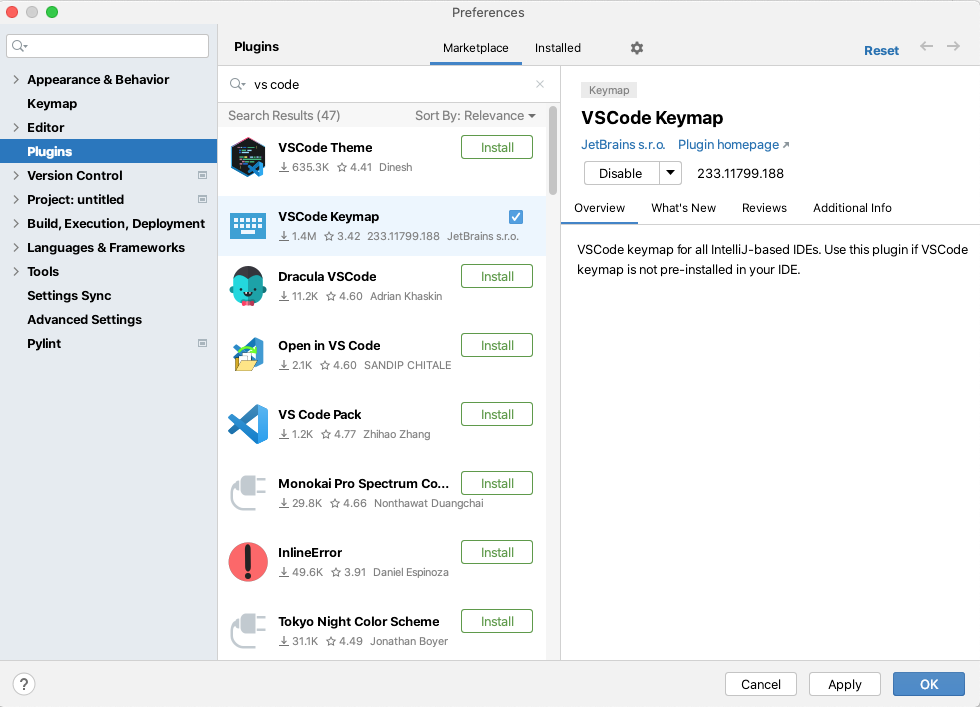 Preferences
Plugins
Marketplace
Installed
Reset
Appearance & Behavior
Keymap
Editor
Plugins
Version Control
Project: untitled
Build, Execution, Deployment
Languages & Frameworks
Tools
Settings Sync
Advanced Settings
Pylint
vs code
Search Results (47)
Sort By: Relevance
VSCode Theme
Install
635.3K 4.41 Dinesh
VSCode Keymap
1.4M 3.42 233.11799.188 JetBrains s.r.o.
Dracula VSCode
Install
11.2K 4.60 Adrian Khaskin
Open in VS Code
Install
2.1K 4.60 SANDIP CHITALE
VS Code Pack
Install
1.2K 4.77 Zhihao Zhang
Monokai Pro Spectrum Co...
Install
29.8K 4.66 Nonthawat Duangchai
InlineError
Install
49.6K 3.91 Daniel Espinoza
Tokyo Night Color Scheme
Install
31.1K 4.49 Jonathan Boyer
Keymap
VSCode Keymap
JetBrains s.r.o. Plugin homepage
Disable
233.11799.188
Overview
What's New
Reviews
Additional Info
VSCode keymap for all IntelliJ-based IDEs. Use this plugin if VSCode
keymap is not pre-installed in your IDE.
?
Cancel
Apply
OK